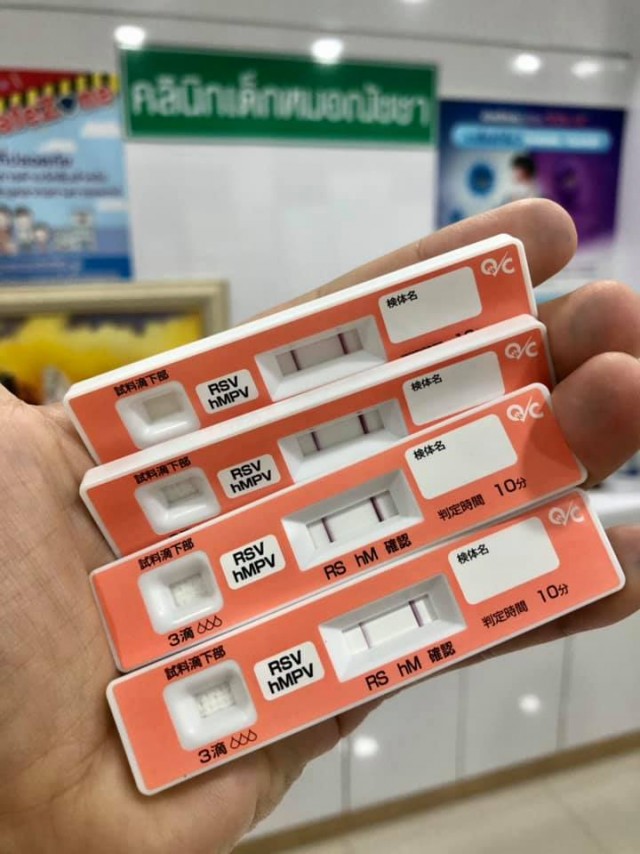 คลินิกเด็กหมอณัชชา
検体名
試料滴下部
RSV
hMPV
検体名
試料滴下部
RSV
hMPV
検体名
試料滴下部
RSV
hMPV
判定時間 10分
RS hM 確認
3滴
検体名
試料滴下部
RSV
hMPV
判定時間 10分
RS hM 確認
3滴